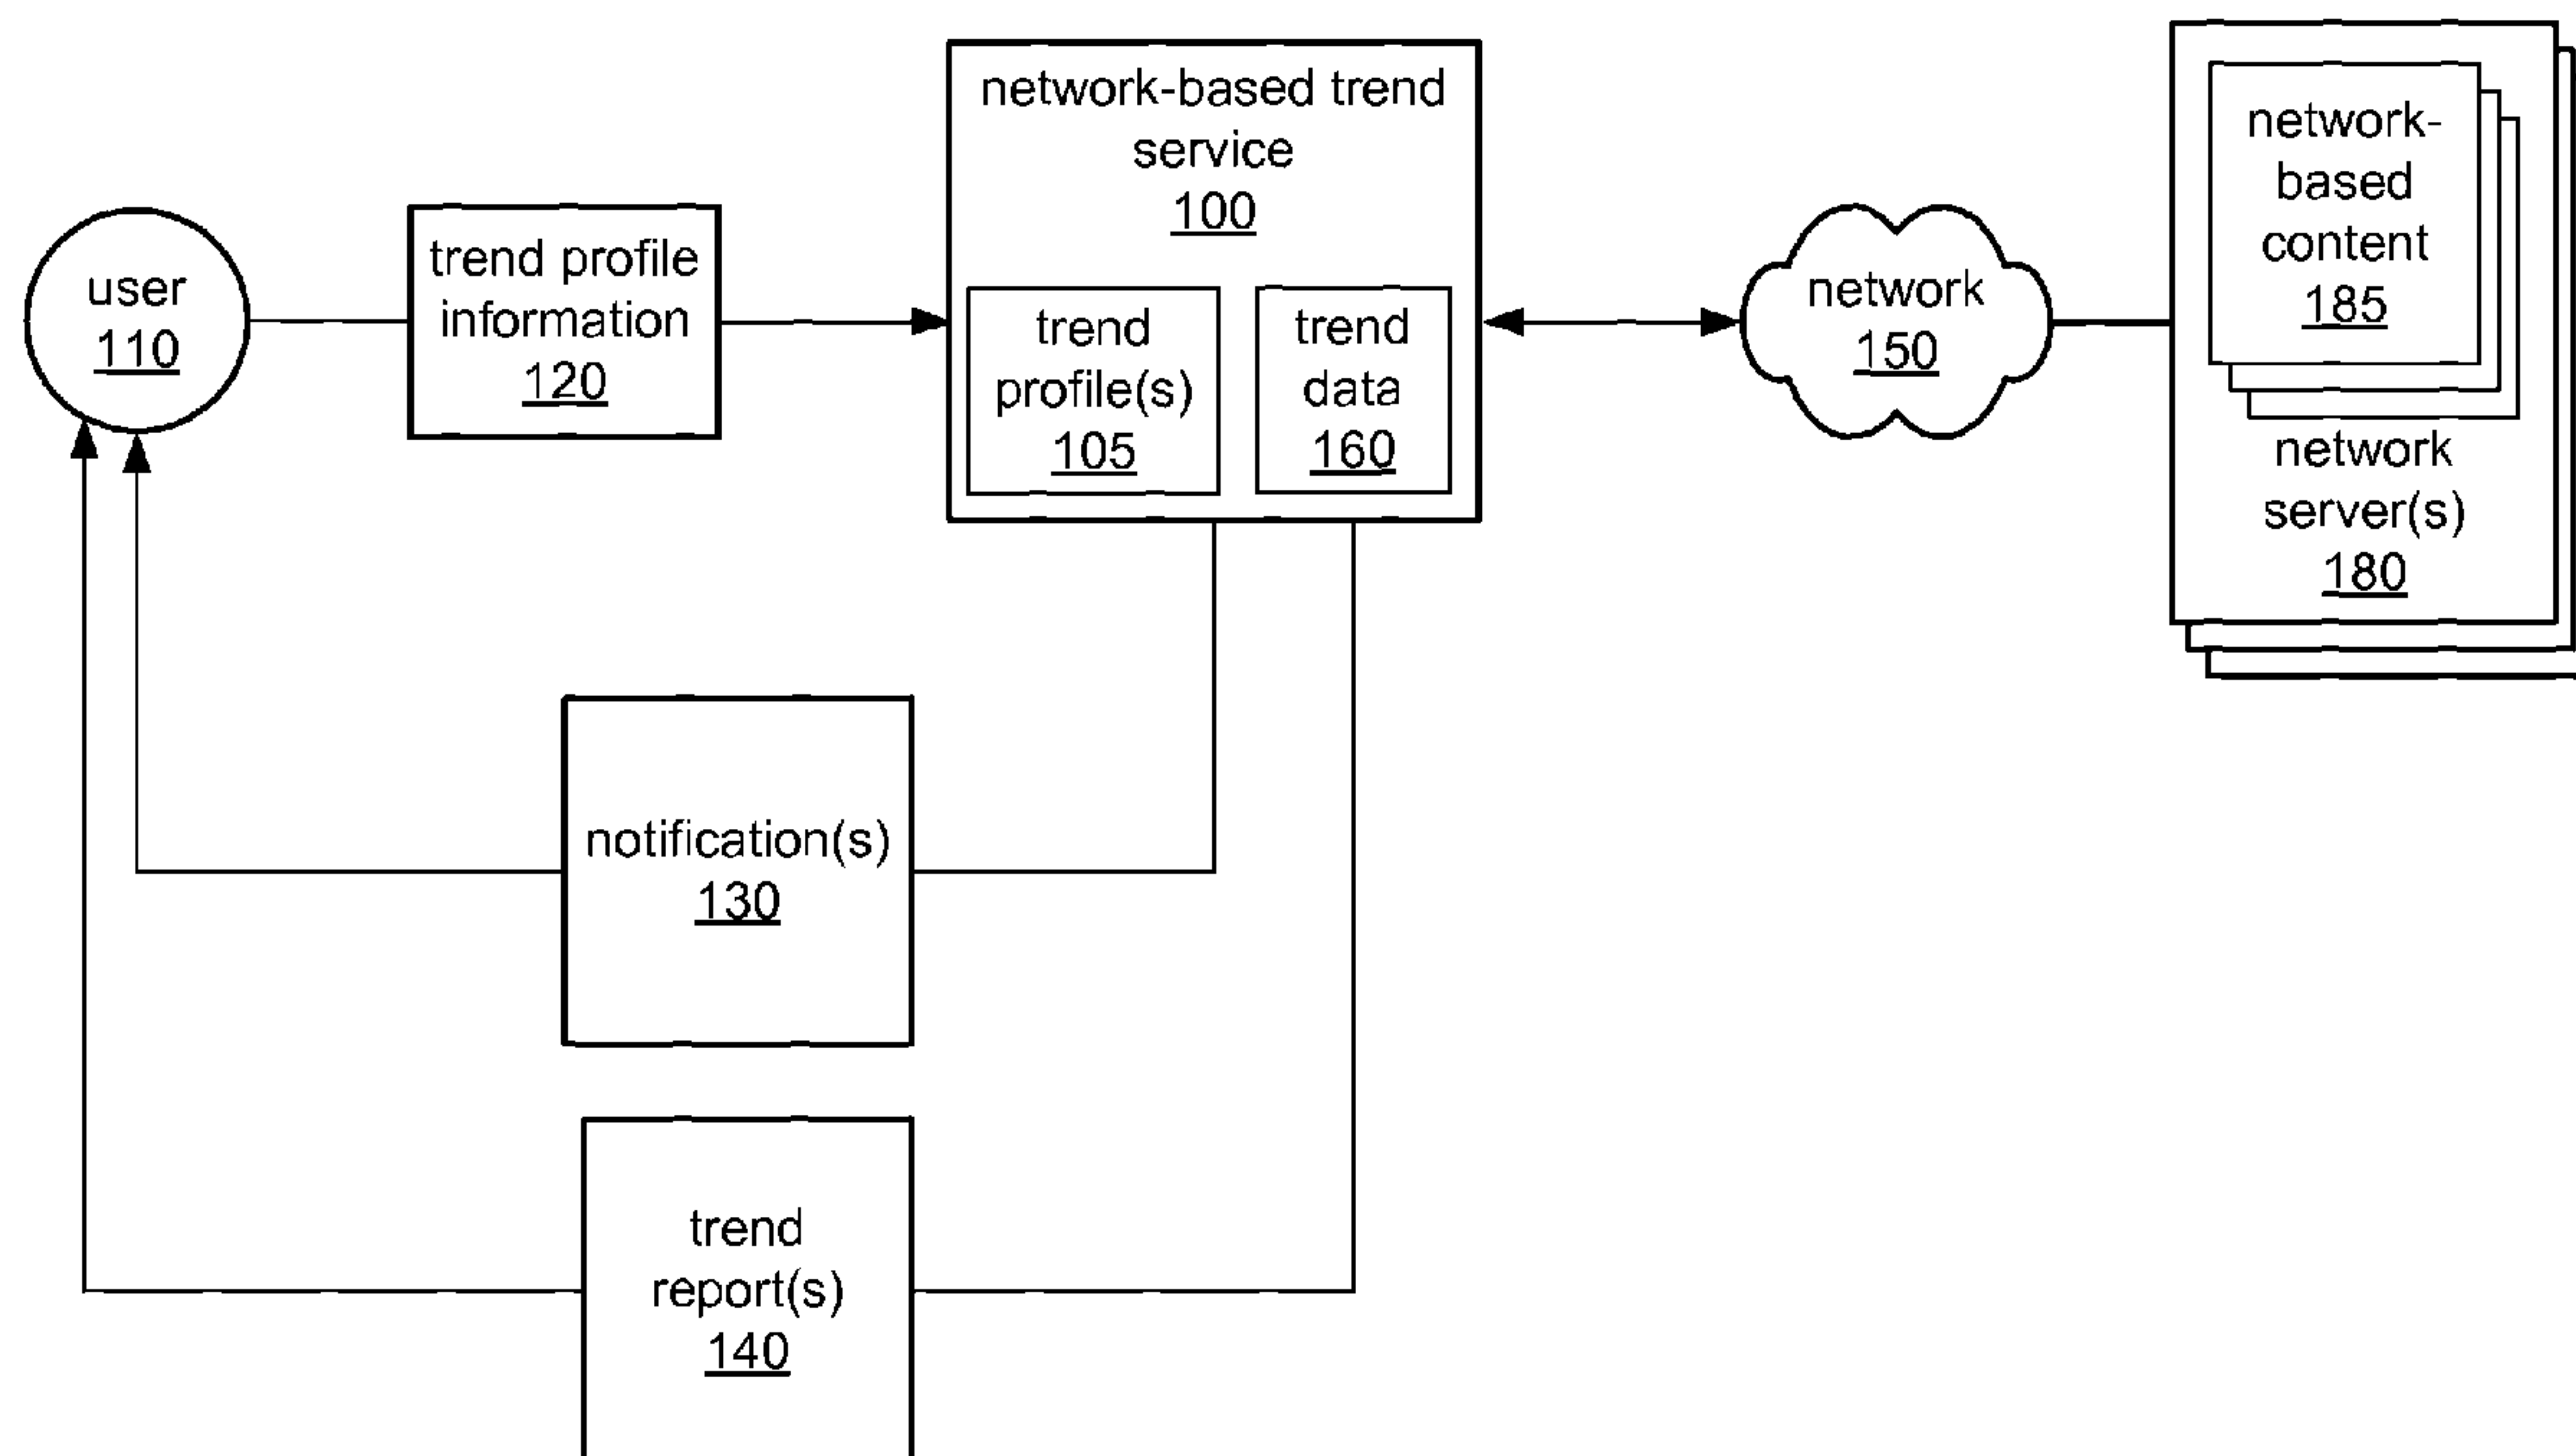 user
110
trend profile
information
120
network-based trend
service
100
trend
profile(s)
105
trend
data
160
network
150
network-
based
content
185
network
server(s)
180
notification(s)
130
trend
report(s)
140